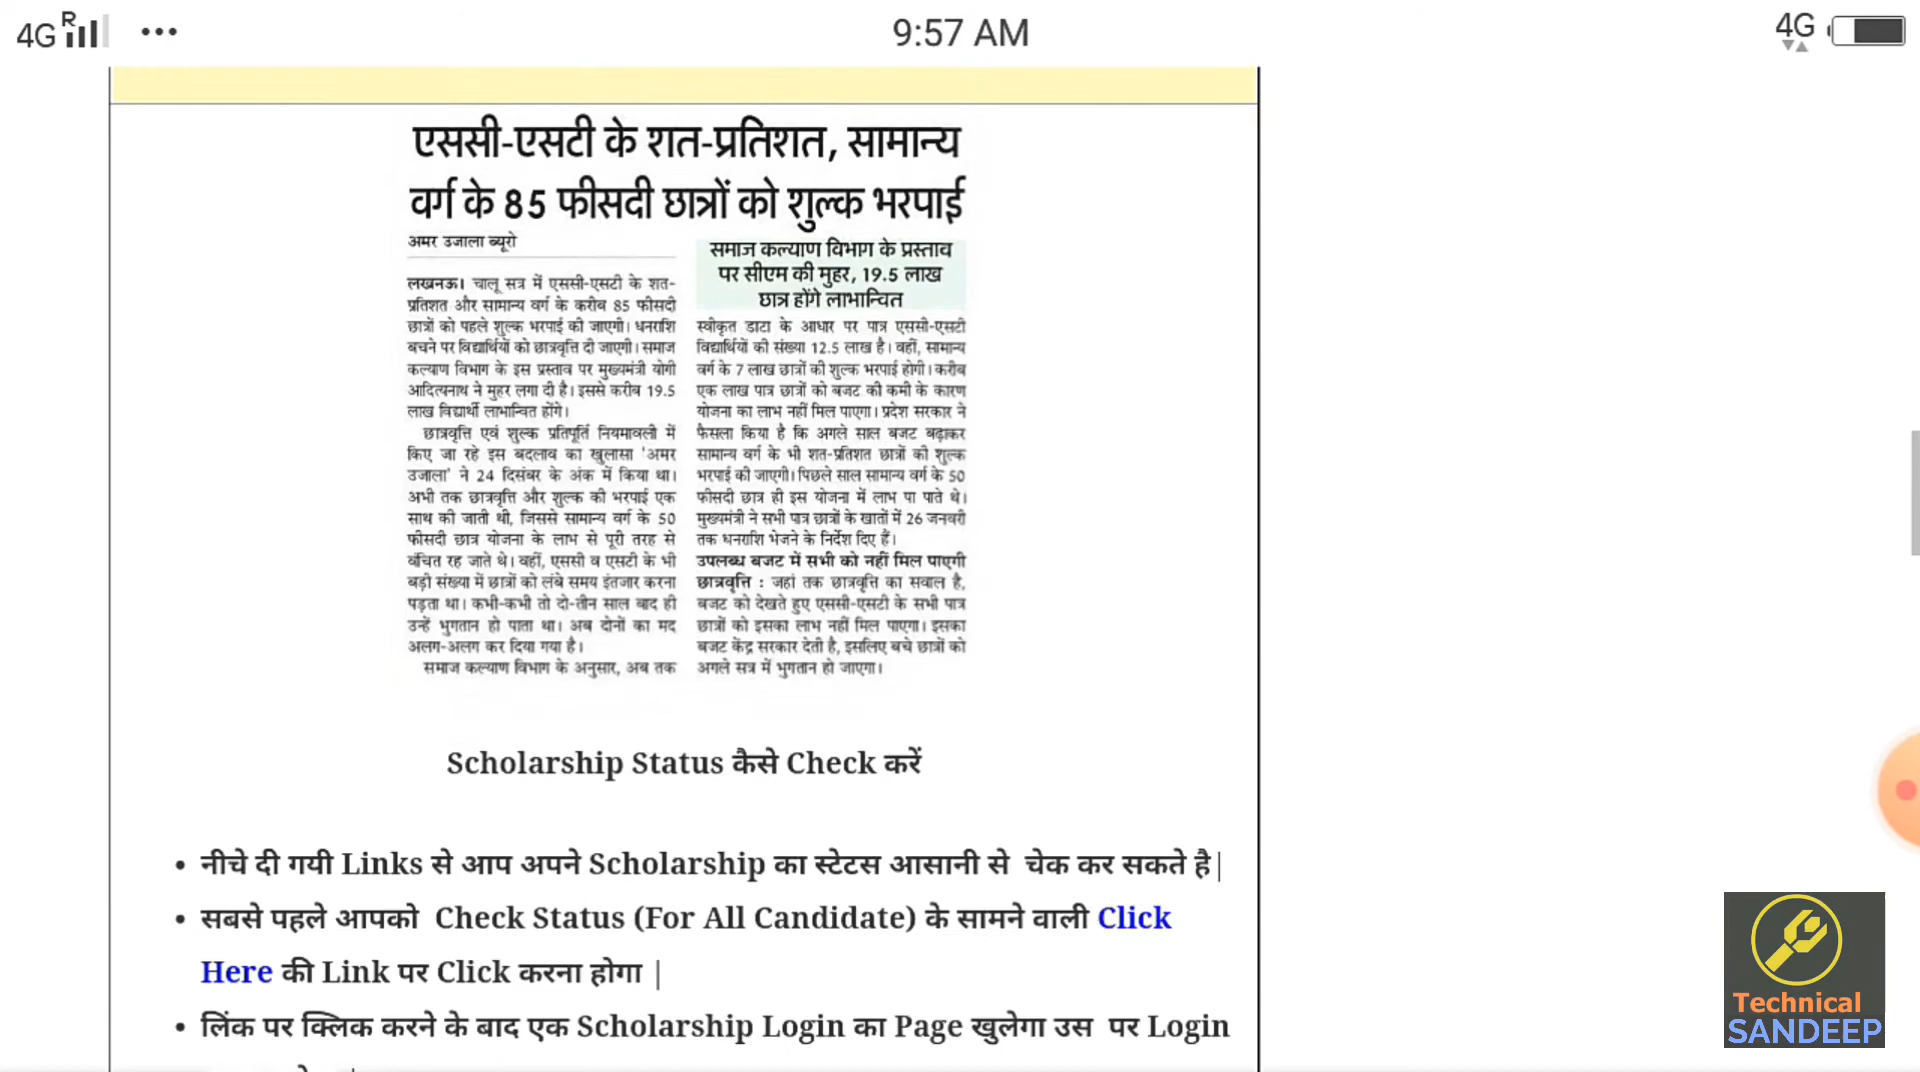 4G R
9:57 AM
4G
एससी-एसटी के शत-प्रतिशत, सामान्य
वर्ग के 85 फीसदी छात्रों को शुल्क भरपाई
अमर उजाला ब्यूरो
लखनऊ। चालू सत्र में एससी-एसटी के शत-
प्रतिशत और सामान्य वर्ग के करीब 85 फीसदी
छात्रों को पहले शुल्क भरपाई की जाएगी। धनराशि
बचने पर विद्यार्थियों को छात्रवृत्ति दी जाएगी। समाज
कल्याण विभाग के इस प्रस्ताव पर मुख्यमंत्री योगी
आदित्यनाथ ने मुहर लगा दी है। इससे करीब 19.5
लाख विद्यार्थी लाभान्वित होंगे।
छात्रवृत्ति एवं शुल्क प्रतिपूर्ति नियमावली में
किए जा रहे इस बदलाव का खुलासा 'अमर
उजाला' ने 24 दिसंबर के अंक में किया था।
अभी तक छात्रवृत्ति और शुल्क की भरपाई एक
साथ की जाती थी, जिससे सामान्य वर्ग के 50
फीसदी छात्र योजना के लाभ से पूरी तरह से
वंचित रह जाते थे। वहीं, एससी व एसटी के भी
बड़ी संख्या में छात्रों को लंबे समय इंतजार करना
पड़ता था। कभी-कभी तो दो-तीन साल बाद ही
उन्हें भुगतान हो पाता था। अब दोनों का मद
अलग-अलग कर दिया गया है।
समाज कल्याण विभाग के अनुसार, अब तक
समाज कल्याण विभाग के प्रस्ताव
पर सीएम की मुहर, 19.5 लाख
छात्र होंगे लाभान्वित
स्वीकृत डाटा के आधार पर पात्र एससी-एसटी
विद्यार्थियों की संख्या 12.5 लाख है। वहीं, सामान्य
वर्ग के 7 लाख छात्रों की शुल्क भरपाई होगी। करीब
एक लाख पात्र छात्रों को बजट की कमी के कारण
योजना का लाभ नहीं मिल पाएगा। प्रदेश सरकार ने
फैसला किया है कि अगले साल बजट बढ़ाकर
सामान्य वर्ग के भी शत-प्रतिशत छात्रों की शुल्क
भरपाई की जाएगी। पिछले साल सामान्य वर्ग के 50
फीसदी छात्र ही इस योजना में लाभ पा पाते थे।
मुख्यमंत्री ने सभी पात्र छात्रों के खातों में 26 जनवरी
तक धनराशि भेजने के निर्देश दिए हैं।
उपलब्ध बजट में सभी को नहीं मिल पाएगी
छात्रवृत्ति : जहां तक छात्रवृत्ति का सवाल है,
बजट को देखते हुए एससी-एसटी के सभी पात्र
छात्रों को इसका लाभ नहीं मिल पाएगा। इसका
बजट केंद्र सरकार देती है, इसलिए बचे छात्रों को
अगले सत्र में भुगतान हो जाएगा।
Scholarship Status कैसे Check करें
• नीचे दी गयी Links से आप अपने Scholarship का स्टेटस आसानी से चेक कर सकते है|
• सबसे पहले आपको Check Status (For All Candidate) के सामने वाली Click
Here की Link पर Click करना होगा |
• लिंक पर क्लिक करने के बाद एक Scholarship Login का Page खुलेगा उस पर Login
Technical
SANDEEP